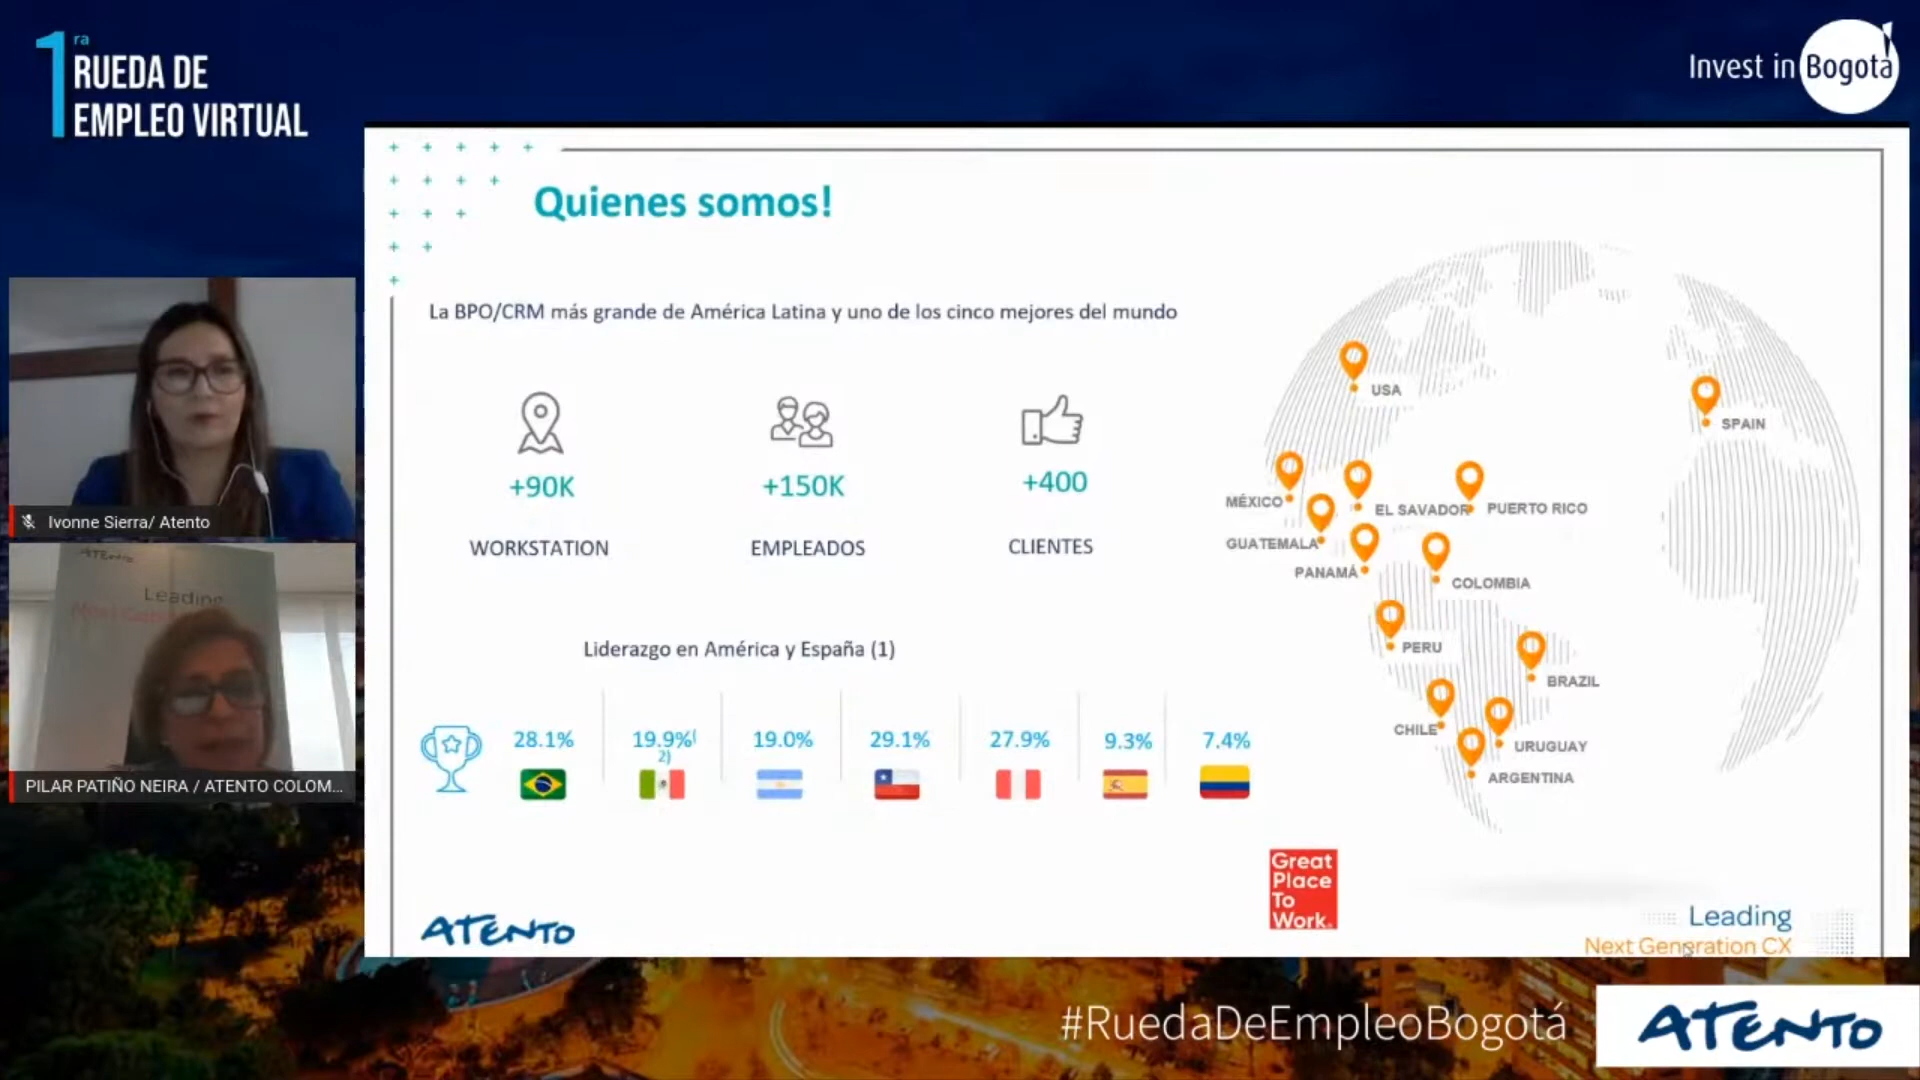 1ra
RUEDA DE
EMPLEO VIRTUAL
Invest in Bogotá
Quienes somos!
La BPO/CRM más grande de América Latina y uno de los cinco mejores del mundo
+90K
WORKSTATION
+150K
EMPLEADOS
+400
CLIENTES
USA
SPAIN
MÉXICO
EL SAVADOR
PUERTO RICO
GUATEMALA
PANAMÁ
COLOMBIA
PERU
BRAZIL
CHILE
URUGUAY
ARGENTINA
Liderazgo en América y España (1)
28.1%
19.9%(
2)
19.0%
29.1%
27.9%
9.3%
7.4%
Great
Place
To
Work.
ATENTO
Leading
Next Generation CX
Ivonne Sierra/ Atento
ATENTO
Leading
PILAR PATIÑO NEIRA / ATENTO COLOM...
#RuedaDeEmpleoBogotá
ATENTO